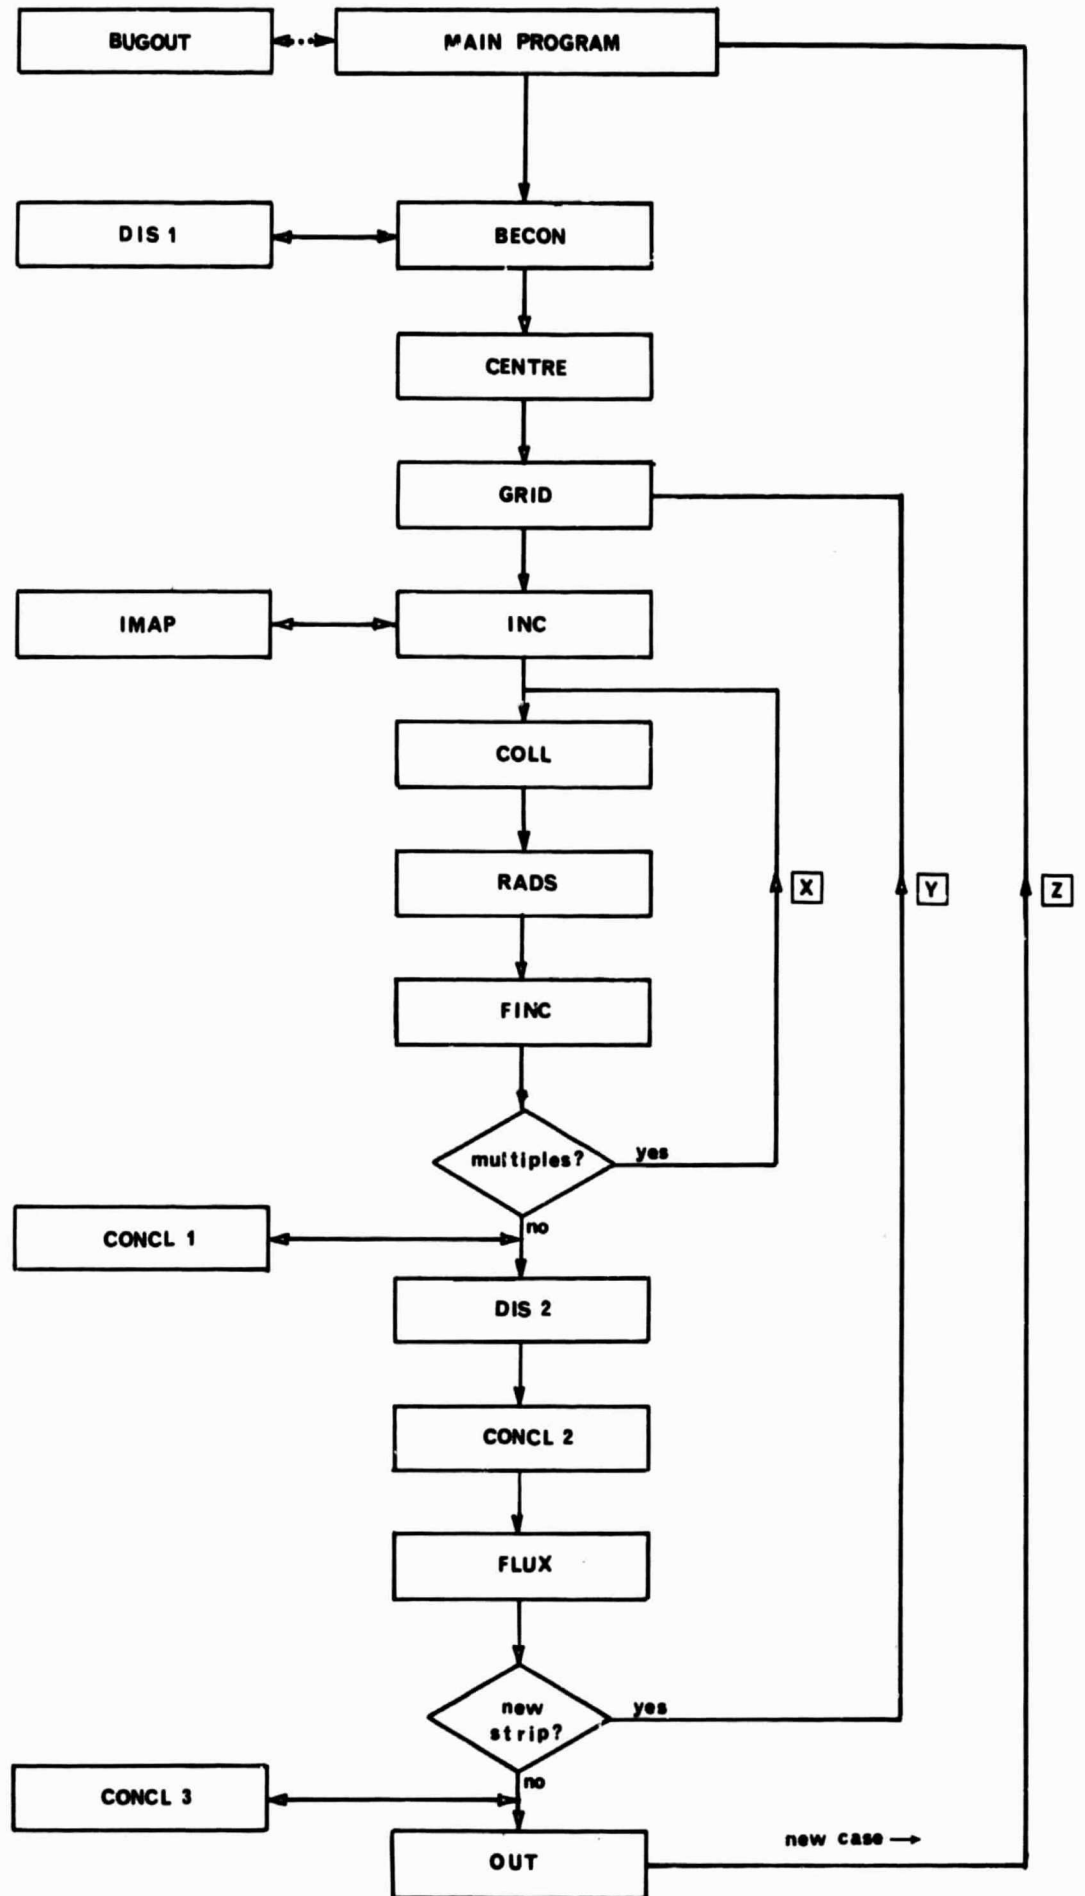 BUGOUT
MAIN PROGRAM
DIS 1
BECON
CENTRE
GRID
IMAP
INC
COLL
RADS
X
Y
Z
FINC
multiples?
yes
no
CONCL 1
DIS 2
CONCL 2
FLUX
new
strip?
yes
no
CONCL 3
new case
OUT